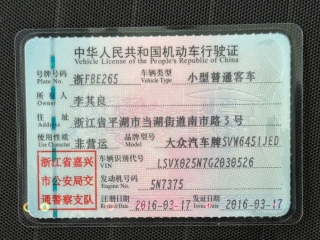 中华人民共和国机动车行驶证
Vehicle License of the People's Republic of China
号牌号码 浙FBE265 车辆类型 小型普通客车
Plate No. Vehicle Type
所有人 李其良
Owner
住址 浙江省平湖市当湖街道南市路3号
Address
使用性质 非营运 品牌型号 大众汽车牌SVW6451JED
Use Character Model
浙江省嘉兴
市公安局交
通警察支队
车辆识别代号 LSVX025N7G2030526
VIN
发动机号码 5N7375
Engine No.
注册日期 2016-03-17 发证日期 2016-03-17
Register Date Issue Date